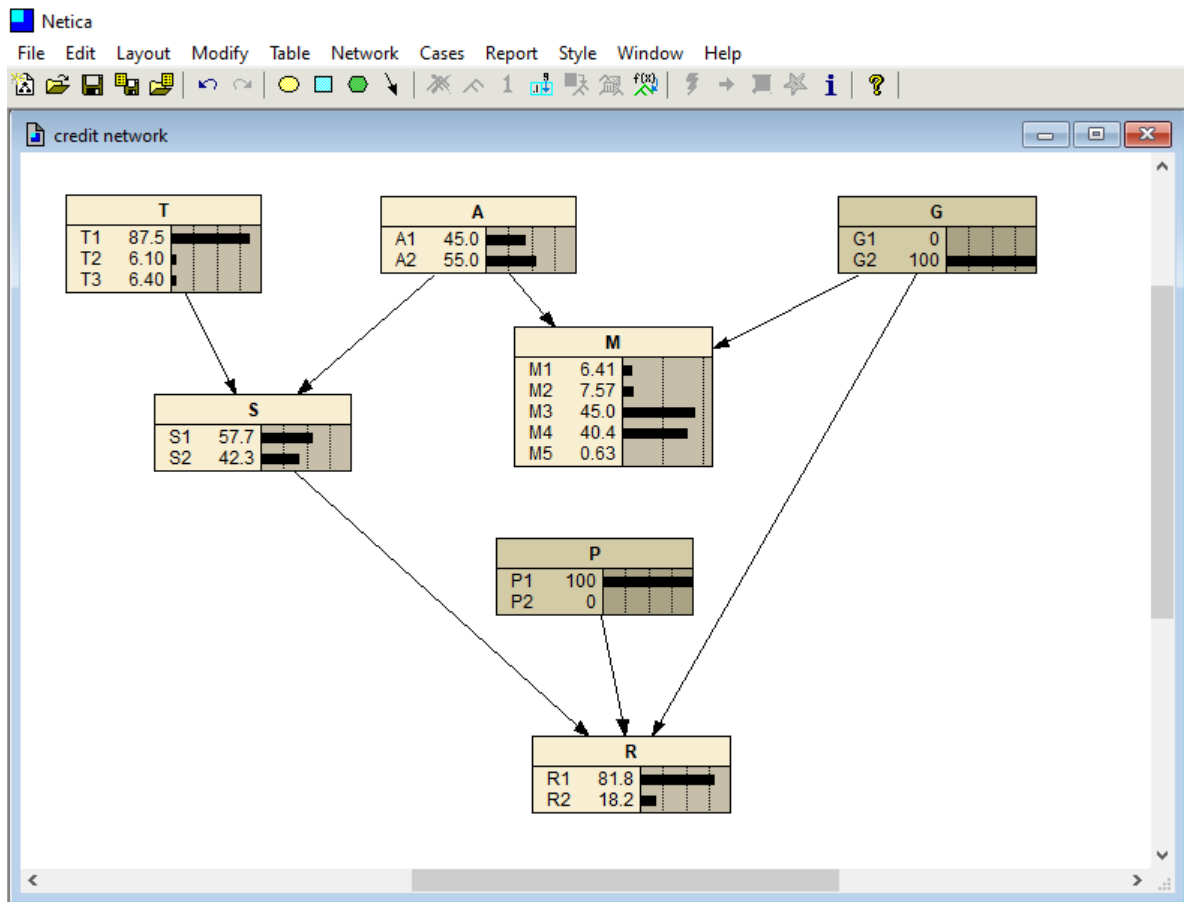 Netica
File Edit Layout Modify Table Network Cases Report Style Window Help
1 f(x) i ?
credit network
T
T1 87.5
T2 6.10
T3 6.40
A
A1 45.0
A2 55.0
G
G1 0
G2 100
M
M1 6.41
M2 7.57
M3 45.0
M4 40.4
M5 0.63
S
S1 57.7
S2 42.3
P
P1 100
P2 0
R
R1 81.8
R2 18.2